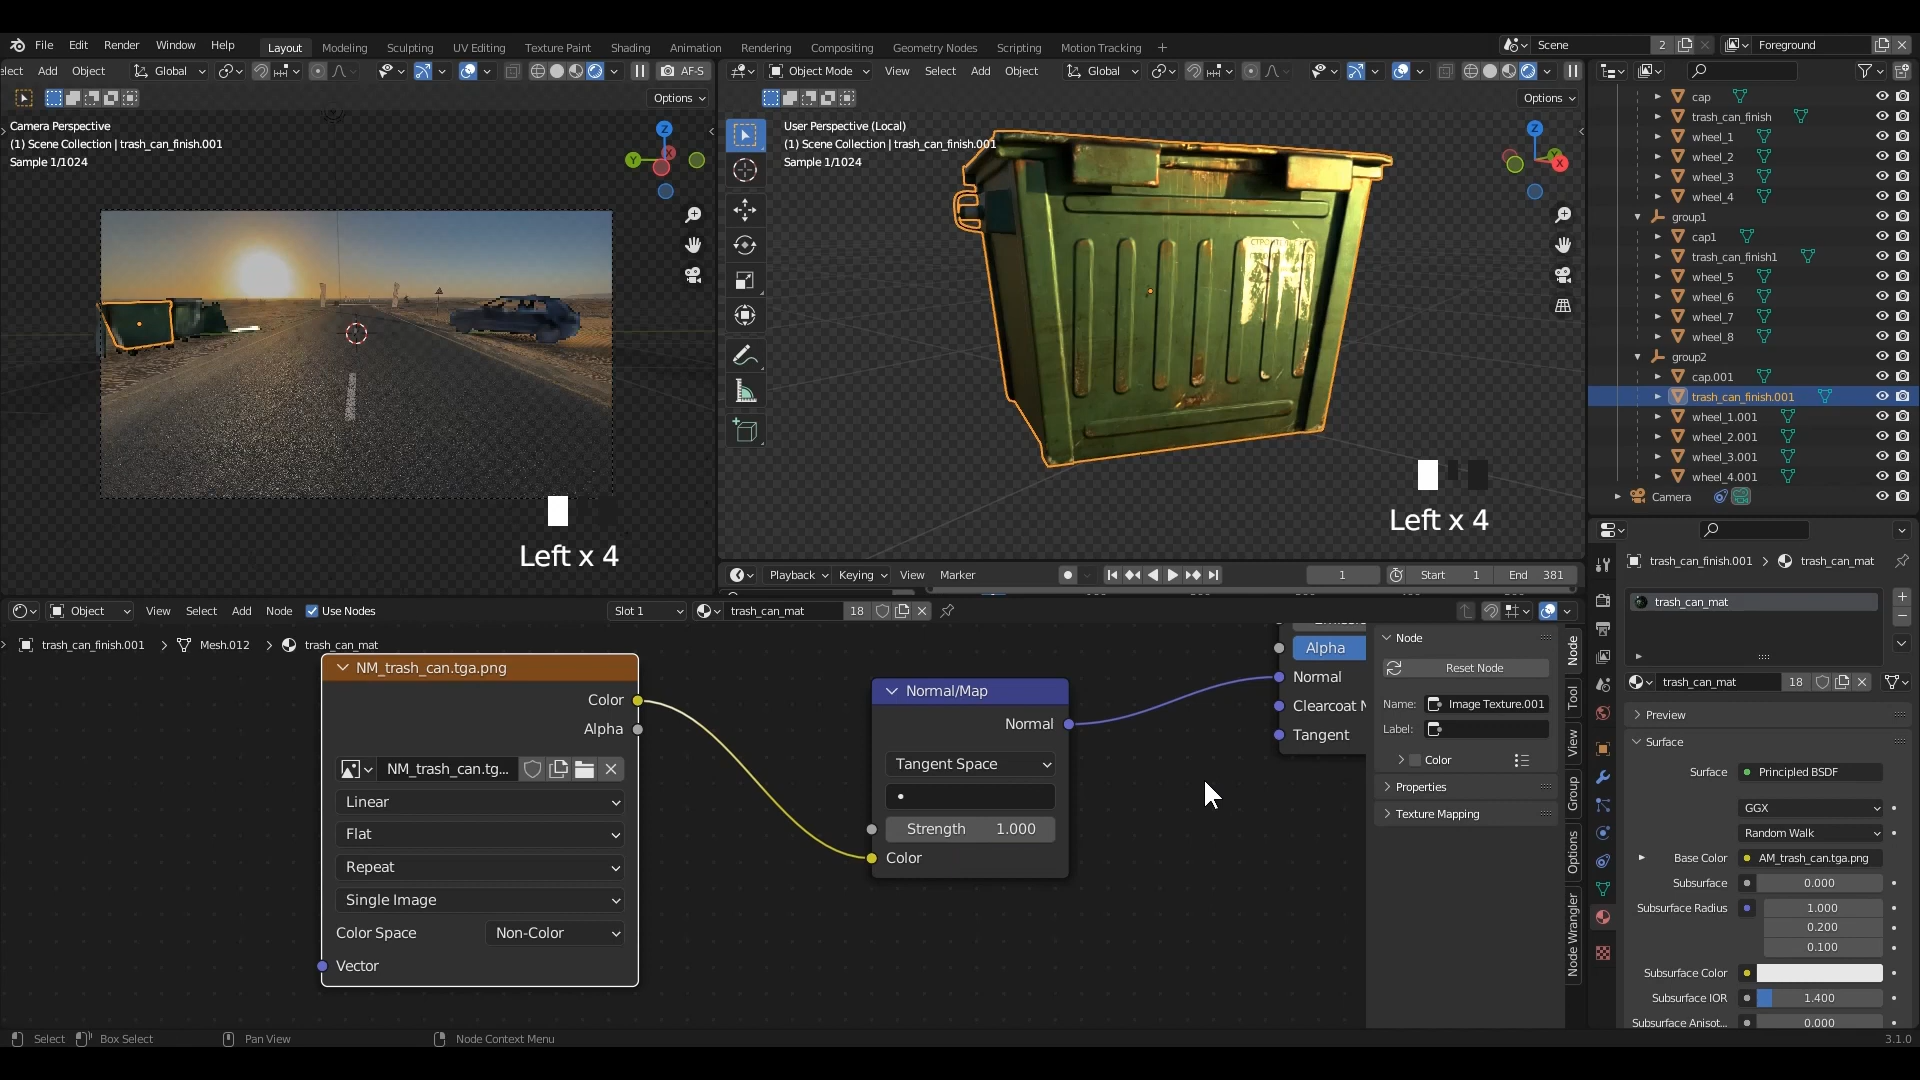 File Edit Render Window Help Layout Modeling Sculpting UV Editing Texture Paint Shading Animation Rendering Compositing Geometry Nodes Scripting Motion Tracking + Scene 2 Foreground
elect Add Object Global AF-S Object Mode View Select Add Object Global
Options Options
Camera Perspective
(1) Scene Collection | trash_can_finish.001
Sample 1/1024
User Perspective (Local)
(1) Scene Collection | trash_can_finish.001
Sample 1/1024
Z
Y
X
Z
Y
X
Left x 4
Left x 4
cap
trash_can_finish
wheel_1
wheel_2
wheel_3
wheel_4
group1
cap1
trash_can_finish1
wheel_5
wheel_6
wheel_7
wheel_8
group2
cap.001
trash_can_finish.001
wheel_1.001
wheel_2.001
wheel_3.001
wheel_4.001
Camera
Playback Keying View Marker 1 Start 1 End 381
Object View Select Add Node Use Nodes Slot 1 trash_can_mat 18
trash_can_finish.001 > Mesh.012 > trash_can_mat
NM_trash_can.tga.png
Color
Alpha
NM_trash_can.tg...
Linear
Flat
Repeat
Single Image
Color Space Non-Color
Vector
Normal/Map
Normal
Tangent Space
Strength 1.000
Color
Alpha
Normal
Clearcoat N
Tangent
Node
Reset Node
Name: Image Texture.001
Label:
Color
Properties
Texture Mapping
Node
Tool
View
Group
Options
Node Wrangler
trash_can_finish.001 > trash_can_mat
trash_can_mat
trash_can_mat 18
Preview
Surface
Surface Principled BSDF
GGX
Random Walk
Base Color AM_trash_can.tga.png
Subsurface 0.000
Subsurface Radius 1.000
0.200
0.100
Subsurface Color
Subsurface IOR 1.400
Subsurface Anisot... 0.000
Select Box Select Pan View Node Context Menu 3.1.0